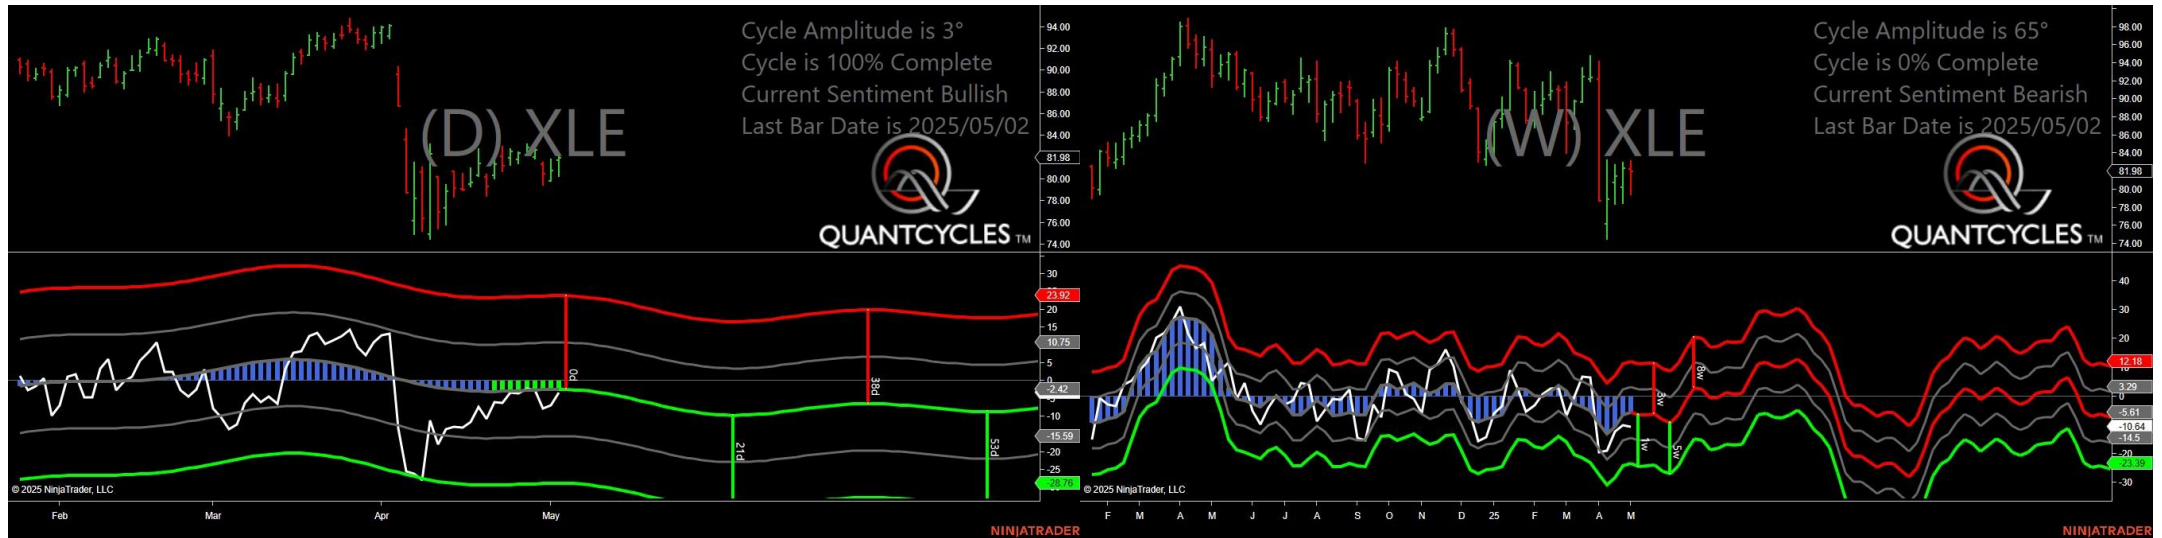 Cycle Amplitude is 3°
Cycle is 100% Complete
Current Sentiment Bullish
Last Bar Date is 2025/05/02
(D) XLE
QUANTCYCLES TM
94.00
92.00
90.00
88.00
86.00
84.00
81.98
80.00
78.00
76.00
74.00
30
23.92
20
15
10.75
5
0
-2.42
-10
-15.59
-20
-25
-28.76
0d
21d
38d
53d
© 2025 NinjaTrader, LLC
Feb Mar Apr May
NINJATRADER
Cycle Amplitude is 65°
Cycle is 0% Complete
Current Sentiment Bearish
Last Bar Date is 2025/05/02
(W) XLE
QUANTCYCLES TM
98.00
96.00
94.00
92.00
90.00
88.00
86.00
84.00
81.98
80.00
78.00
76.00
74.00
40
30
20
12.18
10
3.29
0
-5.61
-10.64
-14.5
-20
-23.39
-30
1w
3w
5w
8w
© 2025 NinjaTrader, LLC
F M A M J J A S O N D 25 F M A M
NINJATRADER